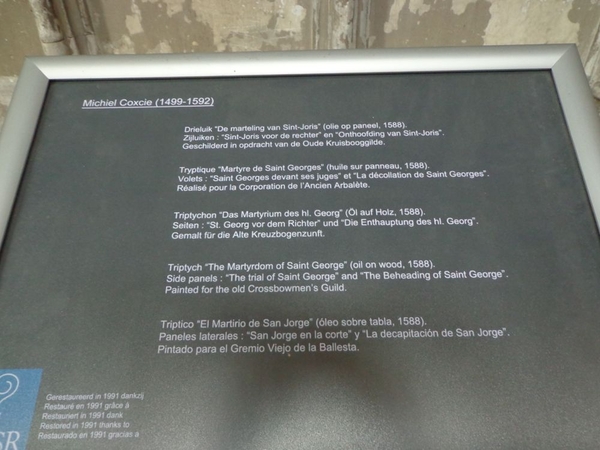 Michiel Coxcie (1499-1592)
Drieluik "De marteling van Sint-Joris" (olie op paneel, 1588).
Zijluiken : "Sint-Joris voor de rechter" en "Onthoofding van Sint-Joris".
Geschilderd in opdracht van de Oude Kruisbooggilde.
Tryptique "Martyre de Saint Georges" (huile sur panneau, 1588).
Volets : "Saint Georges devant ses juges" et "La décollation de Saint Georges".
Réalisé pour la Corporation de l'Ancien Arbalête.
Triptychon "Das Martyrium des hl. Georg" (Öl auf Holz, 1588).
Seiten : "St. Georg vor dem Richter" und "Die Enthauptung des hl. Georg".
Gemalt für die Alte Kreuzbogenzunft.
Triptych "The Martyrdom of Saint George" (oil on wood, 1588).
Side panels : "The trial of Saint George" and "The Beheading of Saint George".
Painted for the old Crossbowmen's Guild.
Triptico "El Martirio de San Jorge" (óleo sobre tabla, 1588).
Paneles laterales : "San Jorge en la corte" y "La decapitación de San Jorge".
Pintado para el Gremio Viejo de la Ballesta.
Gerestaureerd in 1991 dankzij
Restauré en 1991 grâce à
Restauriert in 1991 dank
Restored in 1991 thanks to
Restaurado en 1991 gracias a
SR